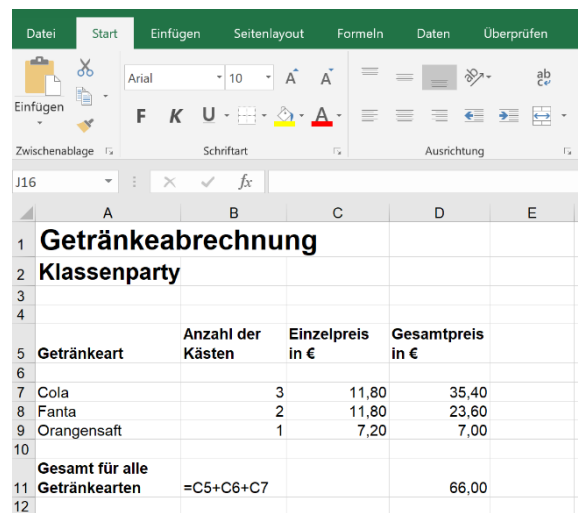 Datei Start Einfügen Seitenlayout Formeln Daten Überprüfen
Arial 10 A A ab
Einfügen F K U A
Zwischenablage Schriftart Ausrichtung
J16 fx
A B C D E
1 Getränkeabrechnung
2 Klassenparty
3
4
Anzahl der Einzelpreis Gesamtpreis
5 Getränkeart Kästen in € in €
6
7 Cola 3 11,80 35,40
8 Fanta 2 11,80 23,60
9 Orangensaft 1 7,20 7,00
10
Gesamt für alle
11 Getränkearten =C5+C6+C7 66,00
12